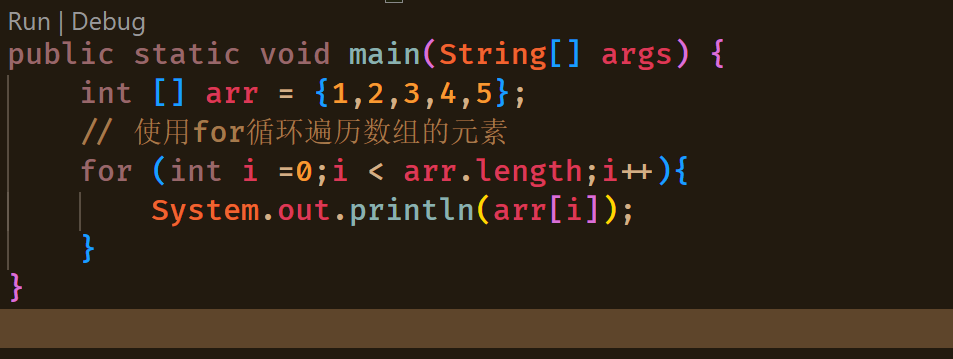 Run | Debug
public static void main(String[] args) {
int [] arr = {1,2,3,4,5};
// 使用for循环遍历数组的元素
for (int i =0;i < arr.length;i++){
System.out.println(arr[i]);
}
}